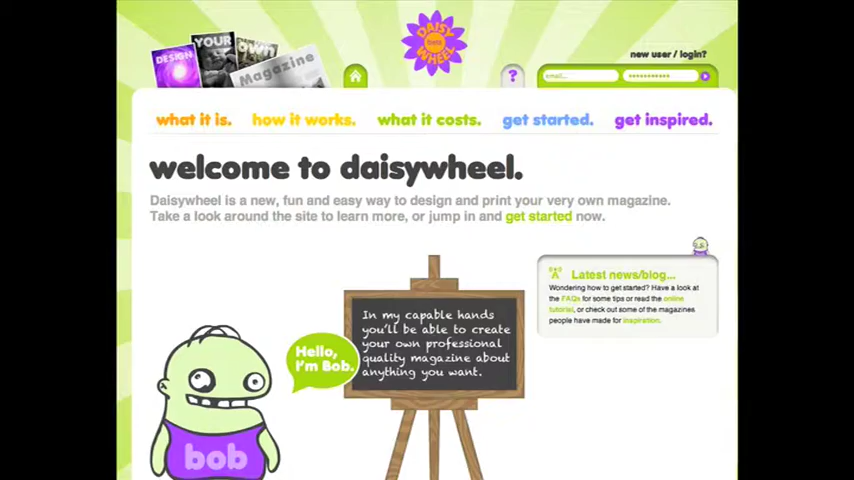 DESIGN
YOUR
own
Magazine
DAISY
beta
WHEEL
new user / login?
?
email...
what it is.
how it works.
what it costs.
get started.
get inspired.
welcome to daisywheel.
Daisywheel is a new, fun and easy way to design and print your very own magazine.
Take a look around the site to learn more, or jump in and get started now.
Latest news/blog...
Wondering how to get started? Have a look at
the FAQs for some tips or read the online
tutorial, or check out some of the magazines
people have made for inspiration.
In my capable hands
you'll be able to create
your own professional
quality magazine about
anything you want.
Hello,
I'm Bob.
bob